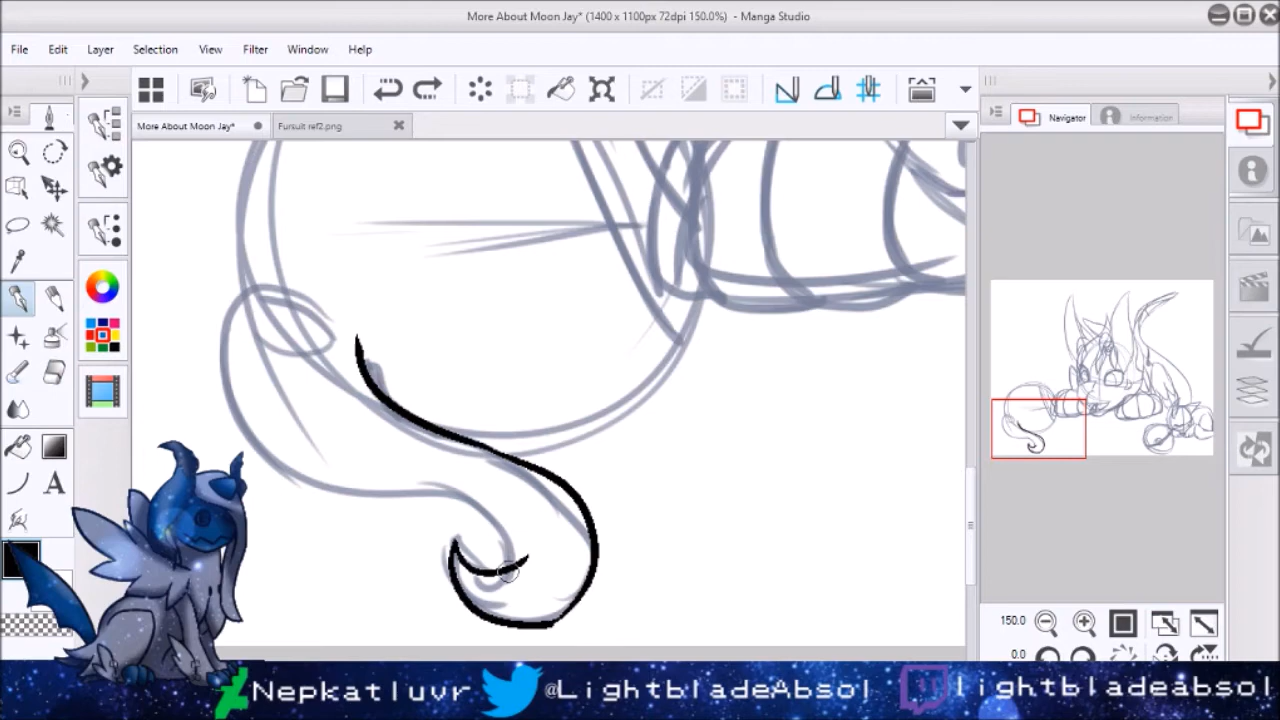 More About Moon Jay* (1400 x 1100px 72dpi 150.0%) - Manga Studio
File Edit Layer Selection View Filter Window Help
More About Moon Jay* Fursuit ref2.png
Navigator Information
A
150.0
0.0
Nepkatluvr @LightbladeAbsol lightbladeabsol